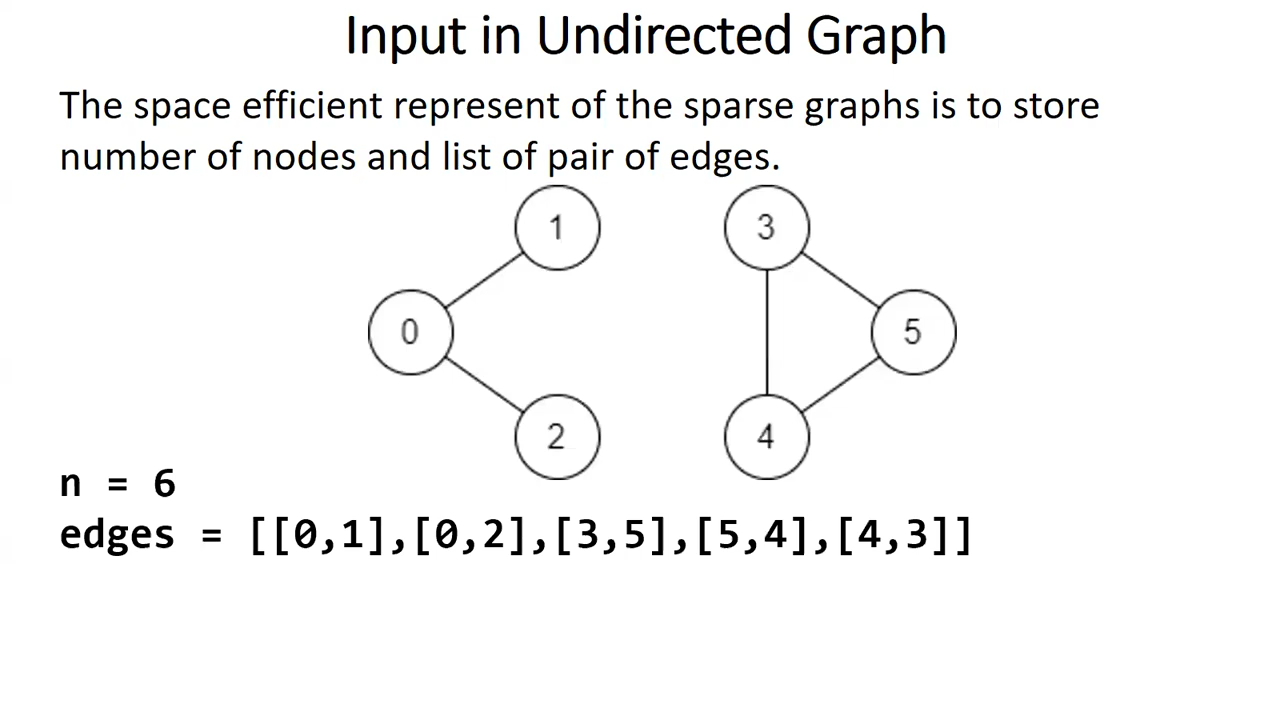 Input in Undirected Graph
The space efficient represent of the sparse graphs is to store
number of nodes and list of pair of edges.
1
3
0
5
2
4
n = 6
edges = [[0,1],[0,2],[3,5],[5,4],[4,3]]